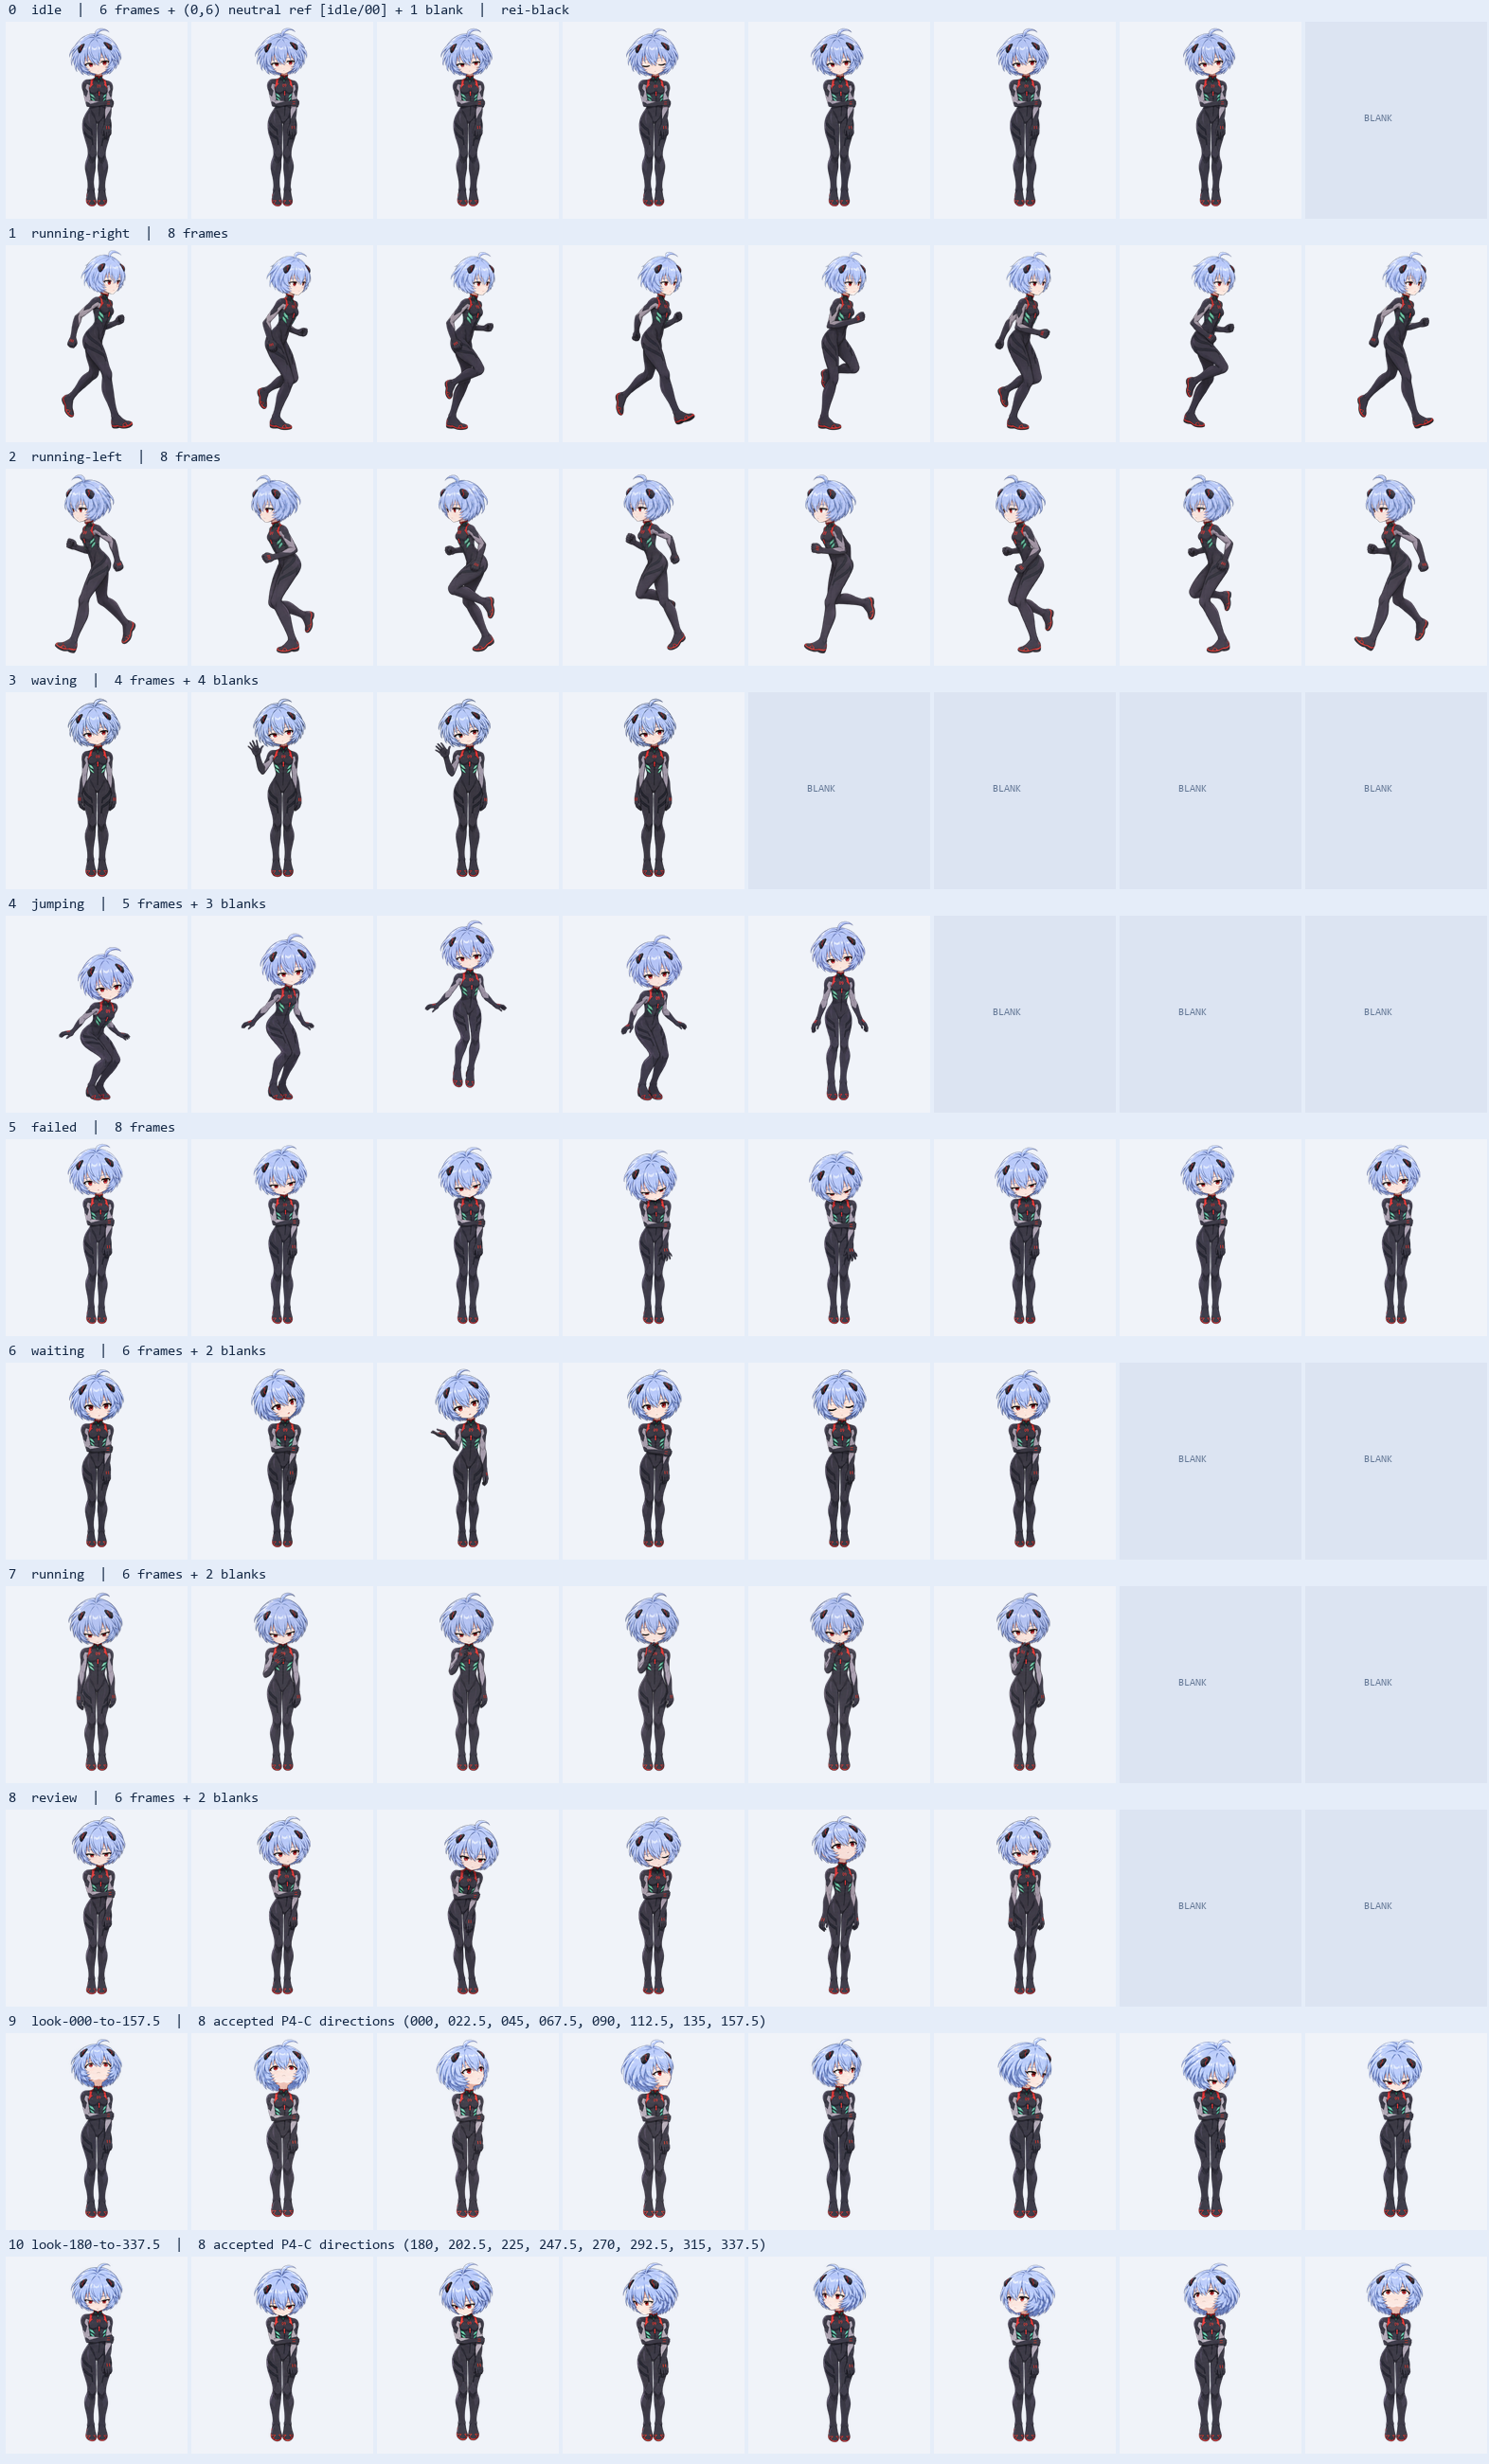 0 idle | 6 frames + (0,6) neutral ref [idle/00] + 1 blank | rei-black
BLANK
1 running-right | 8 frames
2 running-left | 8 frames
3 waving | 4 frames + 4 blanks
BLANK BLANK BLANK BLANK
4 jumping | 5 frames + 3 blanks
BLANK BLANK BLANK
5 failed | 8 frames
6 waiting | 6 frames + 2 blanks
BLANK BLANK
7 running | 6 frames + 2 blanks
BLANK BLANK
8 review | 6 frames + 2 blanks
BLANK BLANK
9 look-000-to-157.5 | 8 accepted P4-C directions (000, 022.5, 045, 067.5, 090, 112.5, 135, 157.5)
10 look-180-to-337.5 | 8 accepted P4-C directions (180, 202.5, 225, 247.5, 270, 292.5, 315, 337.5)